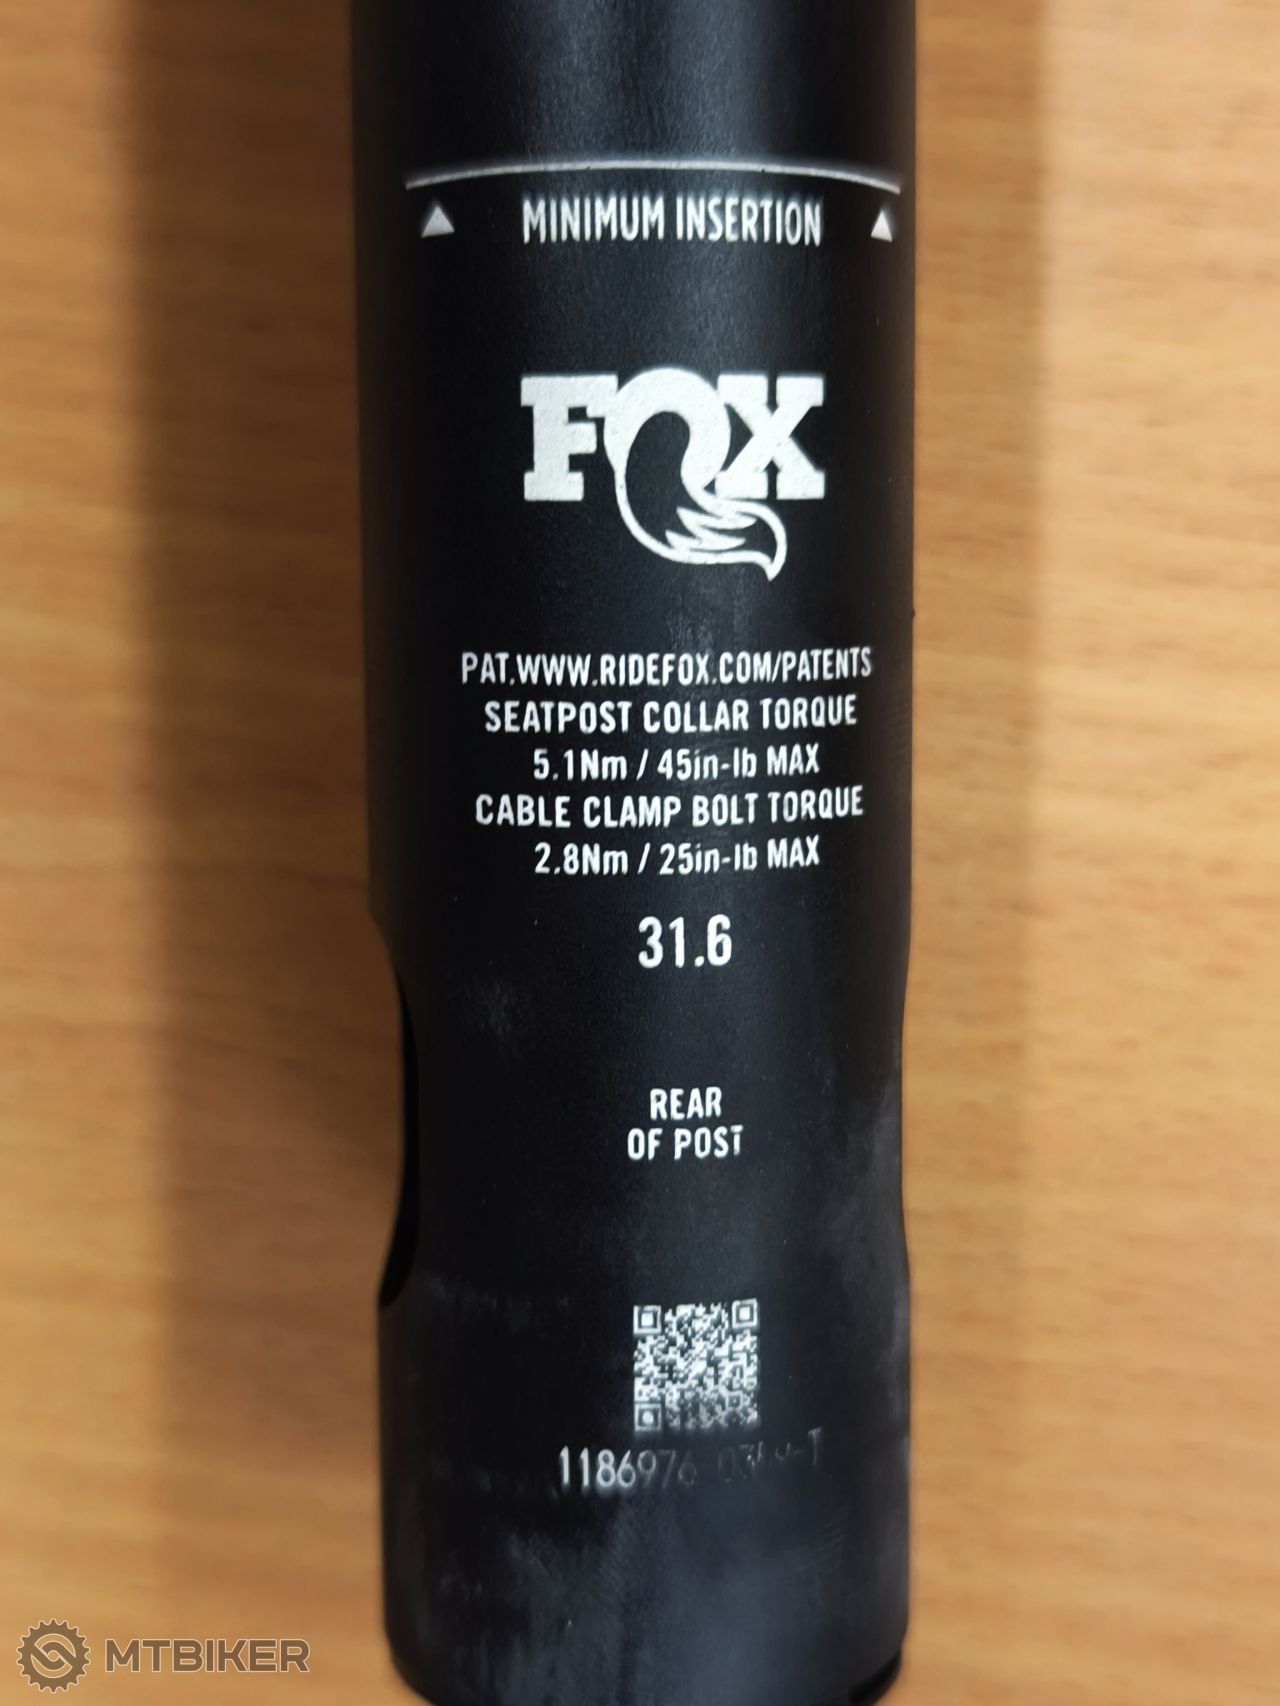 MINIMUM INSERTION
FOX
PAT.WWW.RIDEFOX.COM/PATENTS
SEATPOST COLLAR TORQUE
5.1Nm / 45in-lb MAX
CABLE CLAMP BOLT TORQUE
2.8Nm / 25in-lb MAX
31.6
REAR
OF POST
1186976
MTBIKER